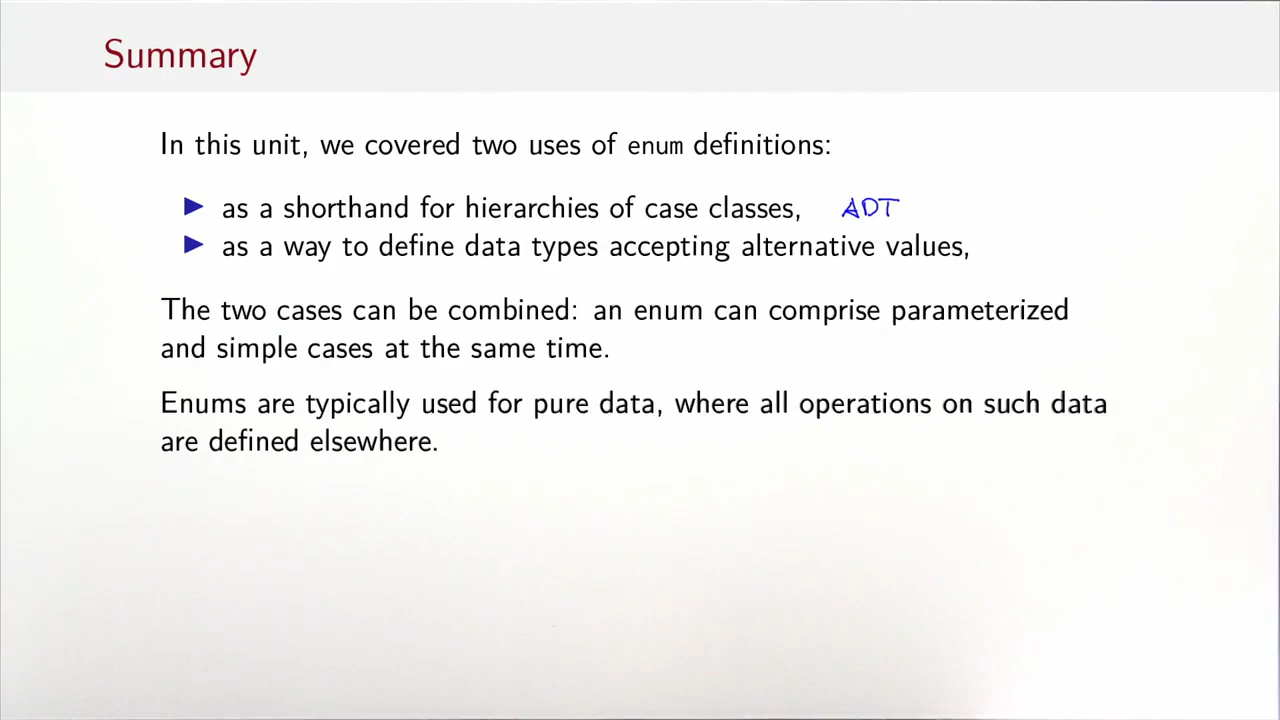 Summary
In this unit, we covered two uses of enum definitions:
▶ as a shorthand for hierarchies of case classes, ADT
▶ as a way to define data types accepting alternative values,
The two cases can be combined: an enum can comprise parameterized
and simple cases at the same time.
Enums are typically used for pure data, where all operations on such data
are defined elsewhere.